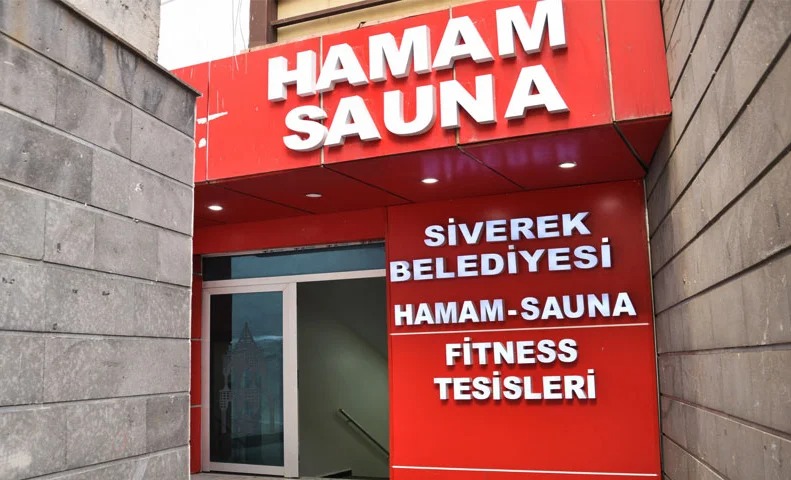 HAMAM
SAUNA
SİVEREK
BELEDİYESİ
HAMAM-SAUNA
FİTNESS
TESİSLERİ